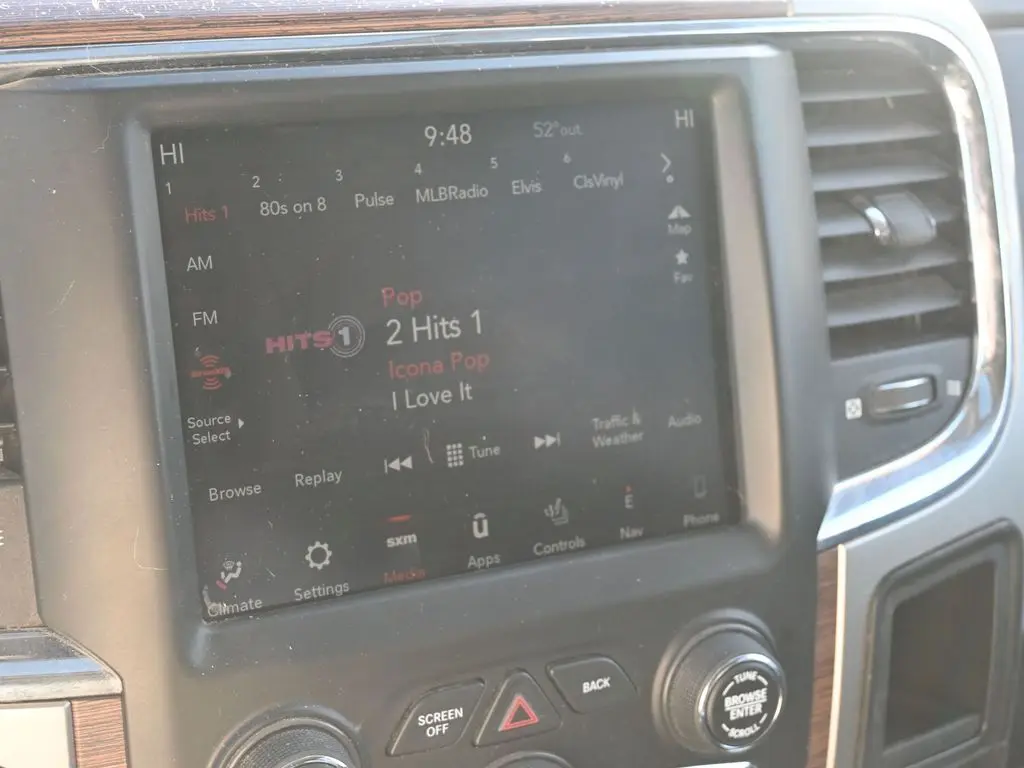 HI
9:48
52°out
HI
1
2
3
4
5
6
Hits 1
80s on 8
Pulse
MLBRadio
Elvis
ClsVinyl
Map
Fav
AM
FM
Pop
HITS 1
2 Hits 1
Icona Pop
I Love It
Source
Select
Browse
Replay
Tune
Traffic &
Weather
Audio
Climate
Settings
sxm
Media
ū
Apps
Controls
E
Nav
Phone
SCREEN
OFF
BACK
TUNE
BROWSE
ENTER
SCROLL